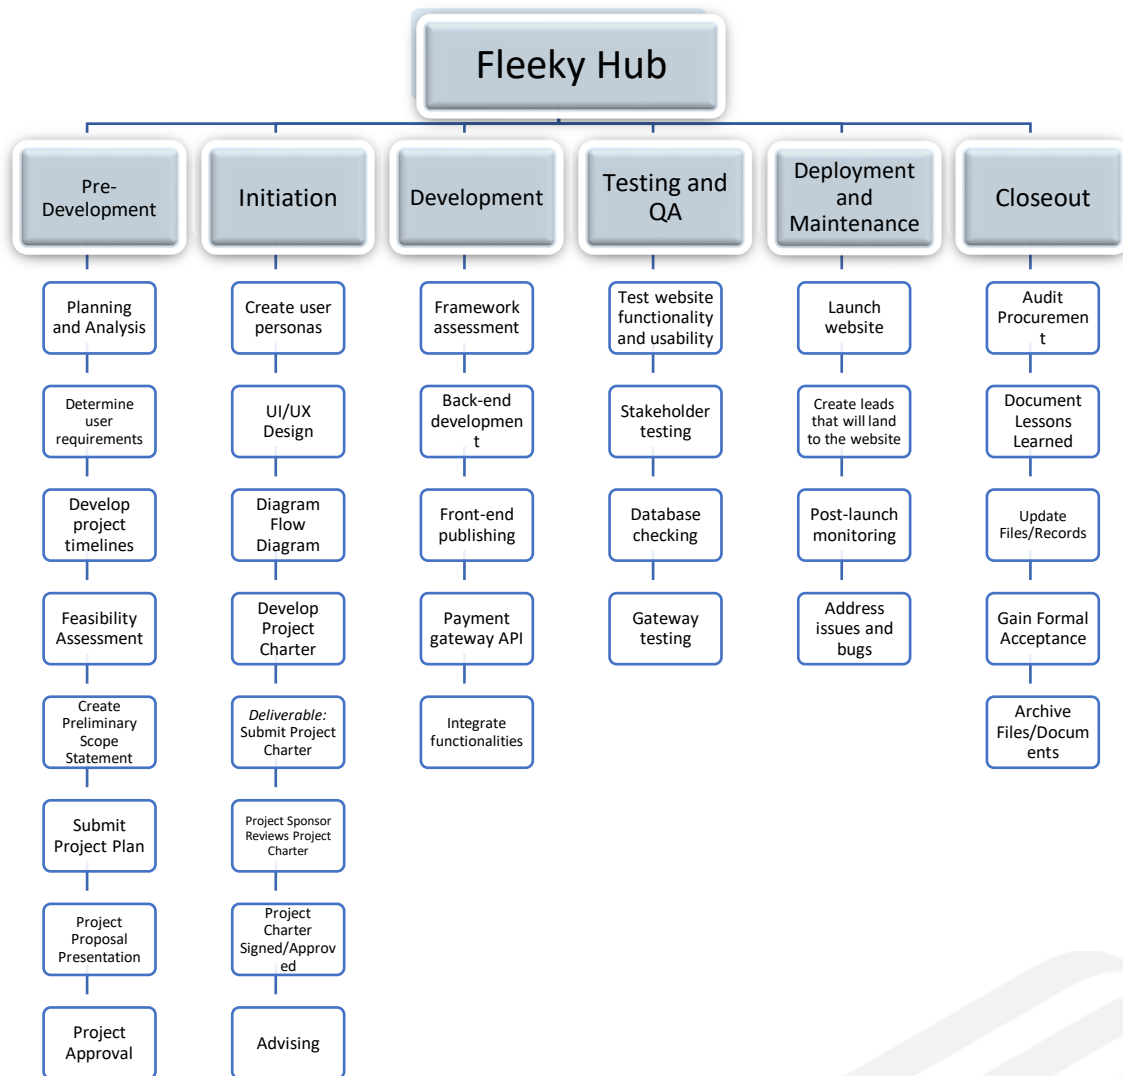 Fleeky Hub
Pre-
Development
Initiation
Development
Testing and
QA
Deployment
and
Maintenance
Closeout
Planning
and Analysis
Determine
user
requirements
Develop
project
timelines
Feasibility
Assessment
Create
Preliminary
Scope
Statement
Submit
Project Plan
Project
Proposal
Presentation
Project
Approval
Create user
personas
UI/UX
Design
Diagram
Flow
Diagram
Develop
Project
Charter
Deliverable:
Submit Project
Charter
Project Sponsor
Reviews Project
Charter
Project
Charter
Signed/Approv
ed
Advising
Framework
assessment
Back-end
developmen
t
Front-end
publishing
Payment
gateway API
Integrate
functionalities
Test website
functionality
and usability
Stakeholder
testing
Database
checking
Gateway
testing
Launch
website
Create leads
that will land
to the website
Post-launch
monitoring
Address
issues and
bugs
Audit
Procuremen
t
Document
Lessons
Learned
Update
Files/Records
Gain Formal
Acceptance
Archive
Files/Docum
ents